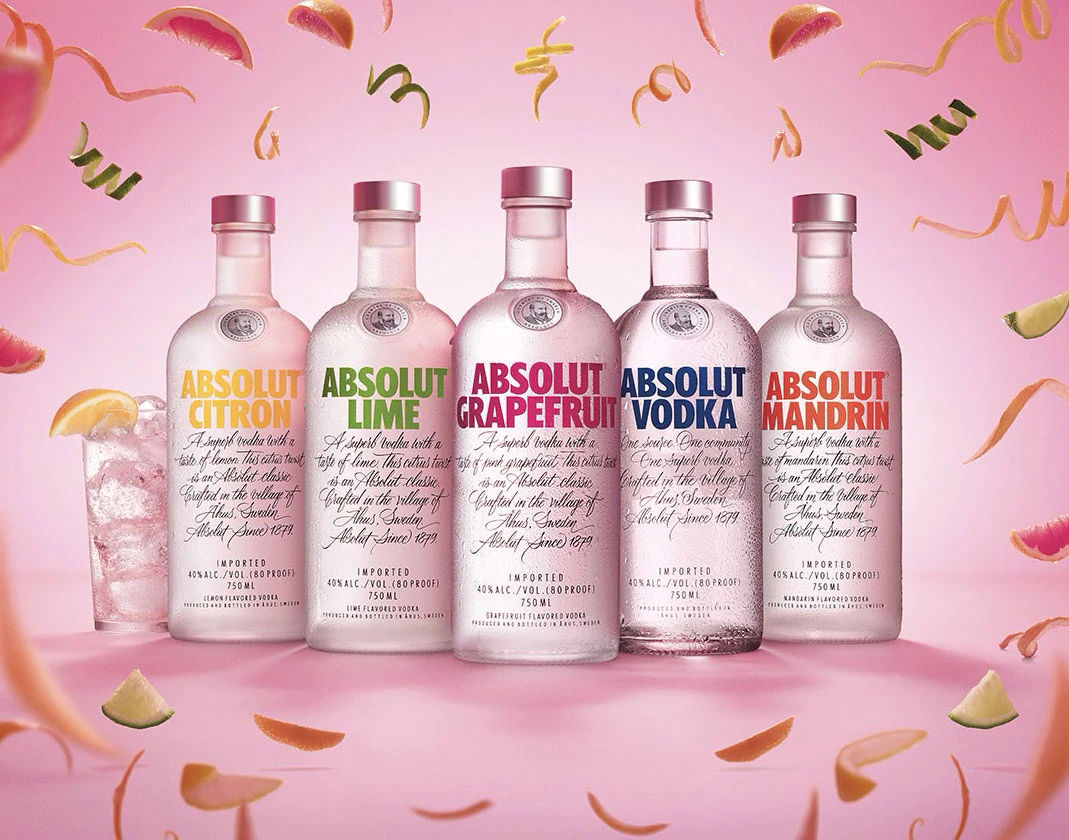 ABSOLUT
CITRON
A superb vodka with a
taste of lemon. This citrus twist
is an Absolut classic
Crafted in the village of
Åhus, Sweden
Absolut Since 1879.
IMPORTED
40% ALC./VOL. (80 PROOF)
750ML
LEMON FLAVORED VODKA
PRODUCED AND BOTTLED IN ÅHUS, SWEDEN
ABSOLUT
LIME
A superb vodka with a
taste of lime. This citrus twist
is an Absolut classic
Crafted in the village of
Åhus, Sweden
Absolut Since 1879.
IMPORTED
40% ALC./VOL. (80 PROOF)
750ML
LIME FLAVORED VODKA
PRODUCED AND BOTTLED IN ÅHUS, SWEDEN
ABSOLUT
GRAPEFRUIT
A superb vodka with a
taste of pink grapefruit. This citrus twist
is an Absolut classic
Crafted in the village of
Åhus, Sweden
Absolut Since 1879.
IMPORTED
40% ALC./VOL. (80 PROOF)
750ML
GRAPEFRUIT FLAVORED VODKA
PRODUCED AND BOTTLED IN ÅHUS, SWEDEN
ABSOLUT
VODKA
One source One community
One superb vodka
Crafted in the village of
Åhus, Sweden
Absolut Since 1879.
IMPORTED
40% ALC./VOL. (80 PROOF)
750ML
PRODUCED AND BOTTLED IN
ÅHUS, SWEDEN
ABSOLUT
MANDRIN
A superb vodka with a
taste of mandarin. This citrus twist
is an Absolut classic
Crafted in the village of
Åhus, Sweden
Absolut Since 1879.
IMPORTED
40% ALC./VOL. (80 PROOF)
750ML
MANDARIN FLAVORED VODKA
PRODUCED AND BOTTLED IN ÅHUS, SWEDEN